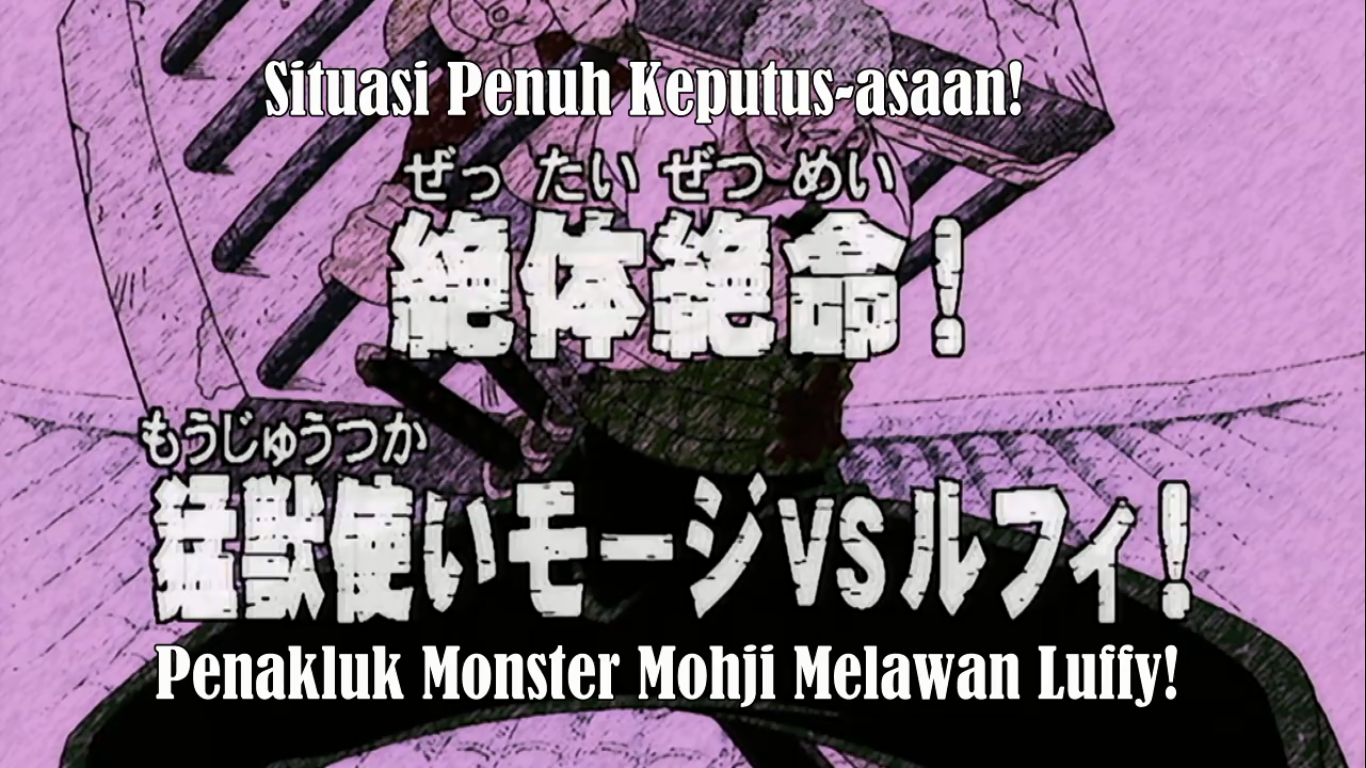 Situasi Penuh Keputus-asaan!
ぜっ たい ぜつ めい
絶体絶命!
もうじゅうつか
猛獣使いモージVSルフィ!
Penakluk Monster Mohji Melawan Luffy!